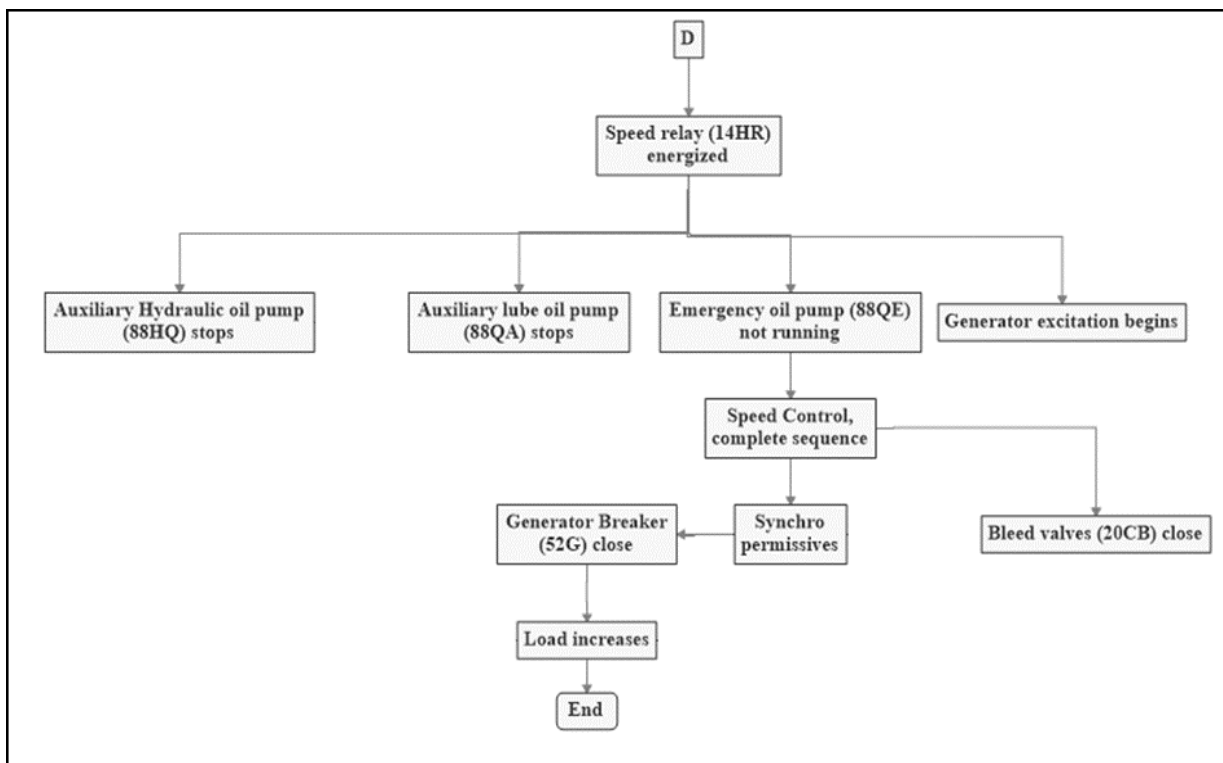 D
Speed relay (14HR)
energized
Auxiliary Hydraulic oil pump
(88HQ) stops
Auxiliary lube oil pump
(88QA) stops
Emergency oil pump (88QE)
not running
Generator excitation begins
Speed Control,
complete sequence
Generator Breaker
(52G) close
Synchro
permissives
Bleed valves (20CB) close
Load increases
End